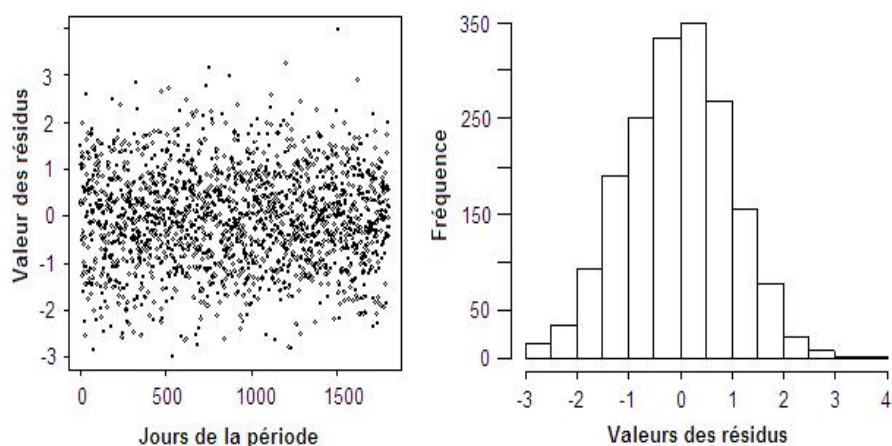 Valeur des résidus
3
2
1
0
-1
-2
-3
0 500 1000 1500
Jours de la période
Fréquence
350
250
150
50
0
-3 -2 -1 0 1 2 3 4
Valeurs des résidus